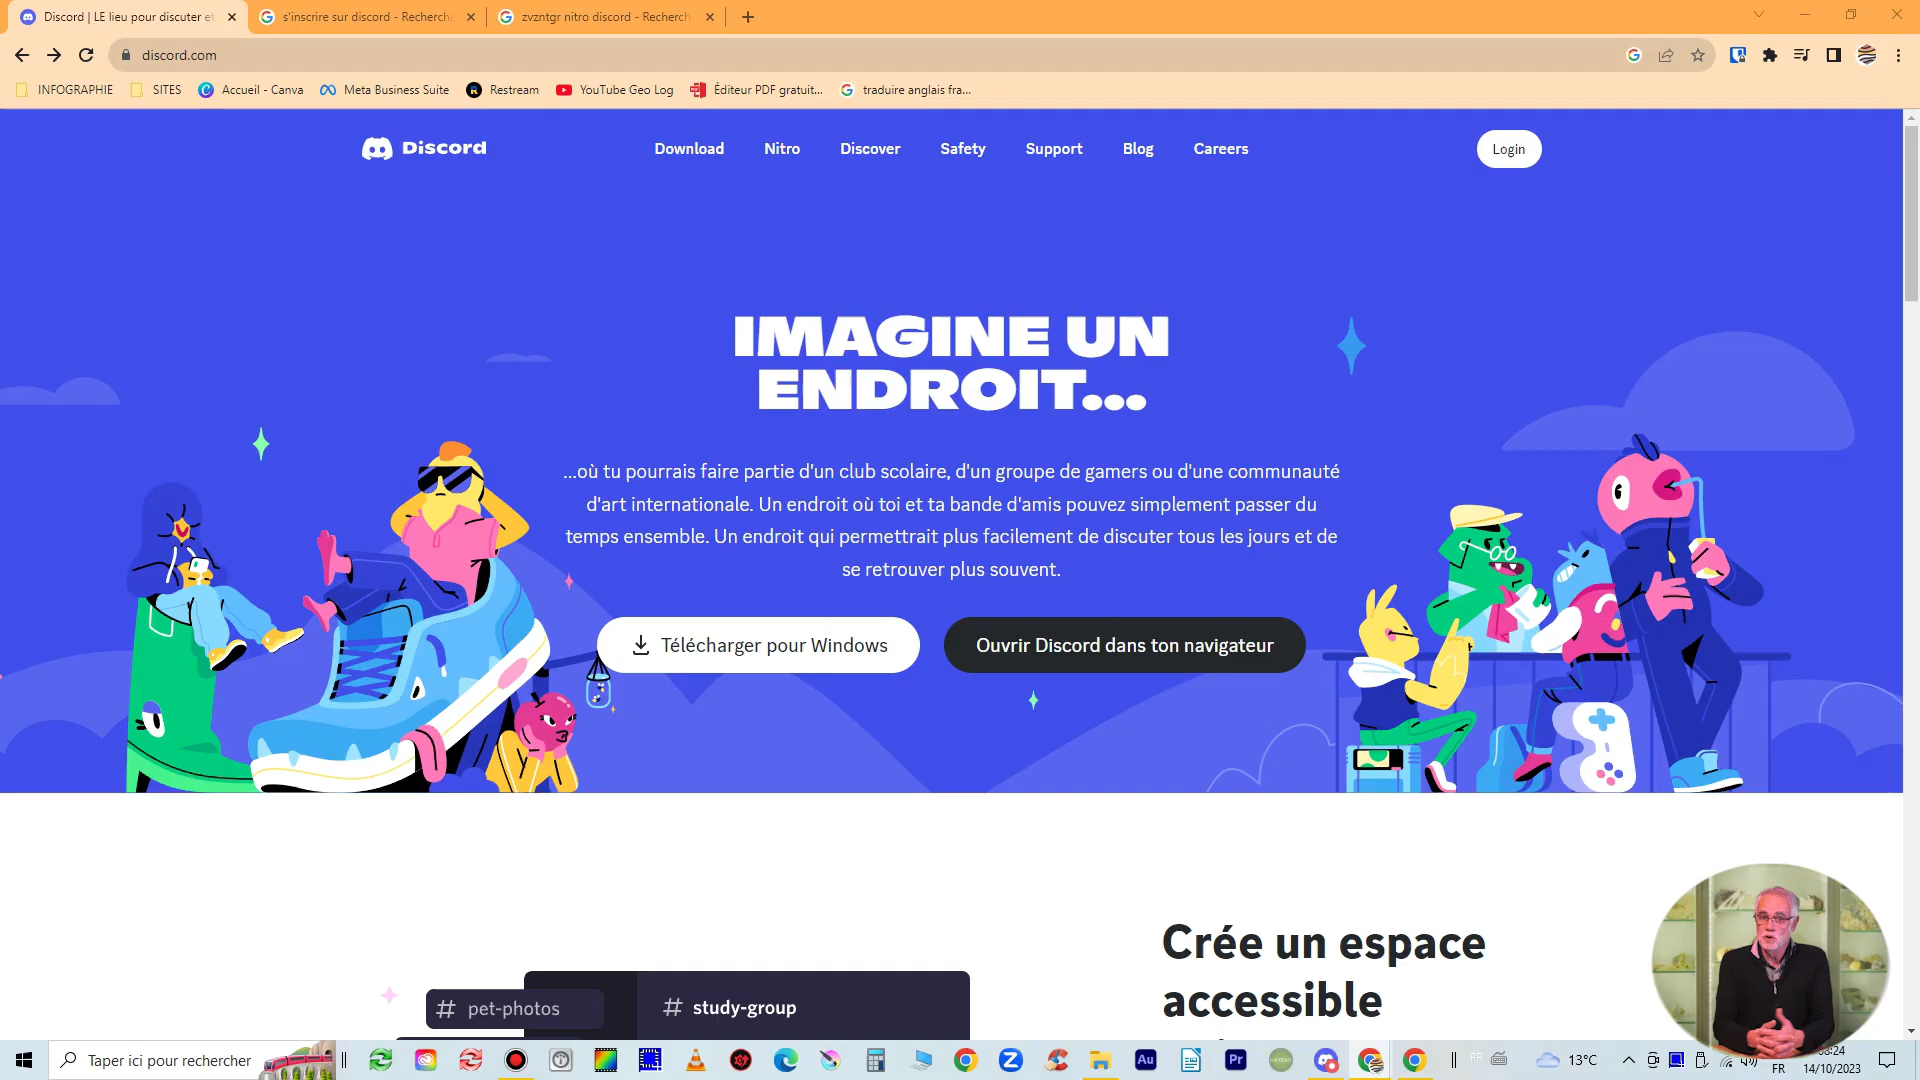 Discord | LE lieu pour discuter et
s'inscrire sur discord - Recherche
zvzntgr nitro discord - Recherch
discord.com
INFOGRAPHIE
SITES
Accueil - Canva
Meta Business Suite
Restream
YouTube Geo Log
Éditeur PDF gratuit...
traduire anglais fra...
Discord
Download
Nitro
Discover
Safety
Support
Blog
Careers
Login
IMAGINE UN
ENDROIT...
...où tu pourrais faire partie d'un club scolaire, d'un groupe de gamers ou d'une communauté
d'art internationale. Un endroit où toi et ta bande d'amis pouvez simplement passer du
temps ensemble. Un endroit qui permettrait plus facilement de discuter tous les jours et de
se retrouver plus souvent.
Télécharger pour Windows
Ouvrir Discord dans ton navigateur
Crée un espace
accessible
# pet-photos
# study-group
Taper ici pour rechercher
Au
Pr
13°C
FR
14/10/2023